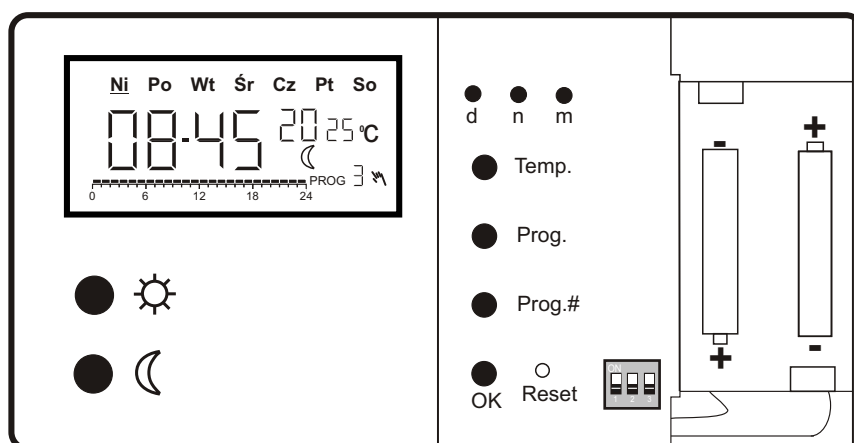 Ni Po Wt Śr Cz Pt So
08:45 20 25 °C
PROG 3
0 6 12 18 24
d n m
Temp.
Prog.
Prog.#
OK Reset
ON
1 2 3
- +
+ -